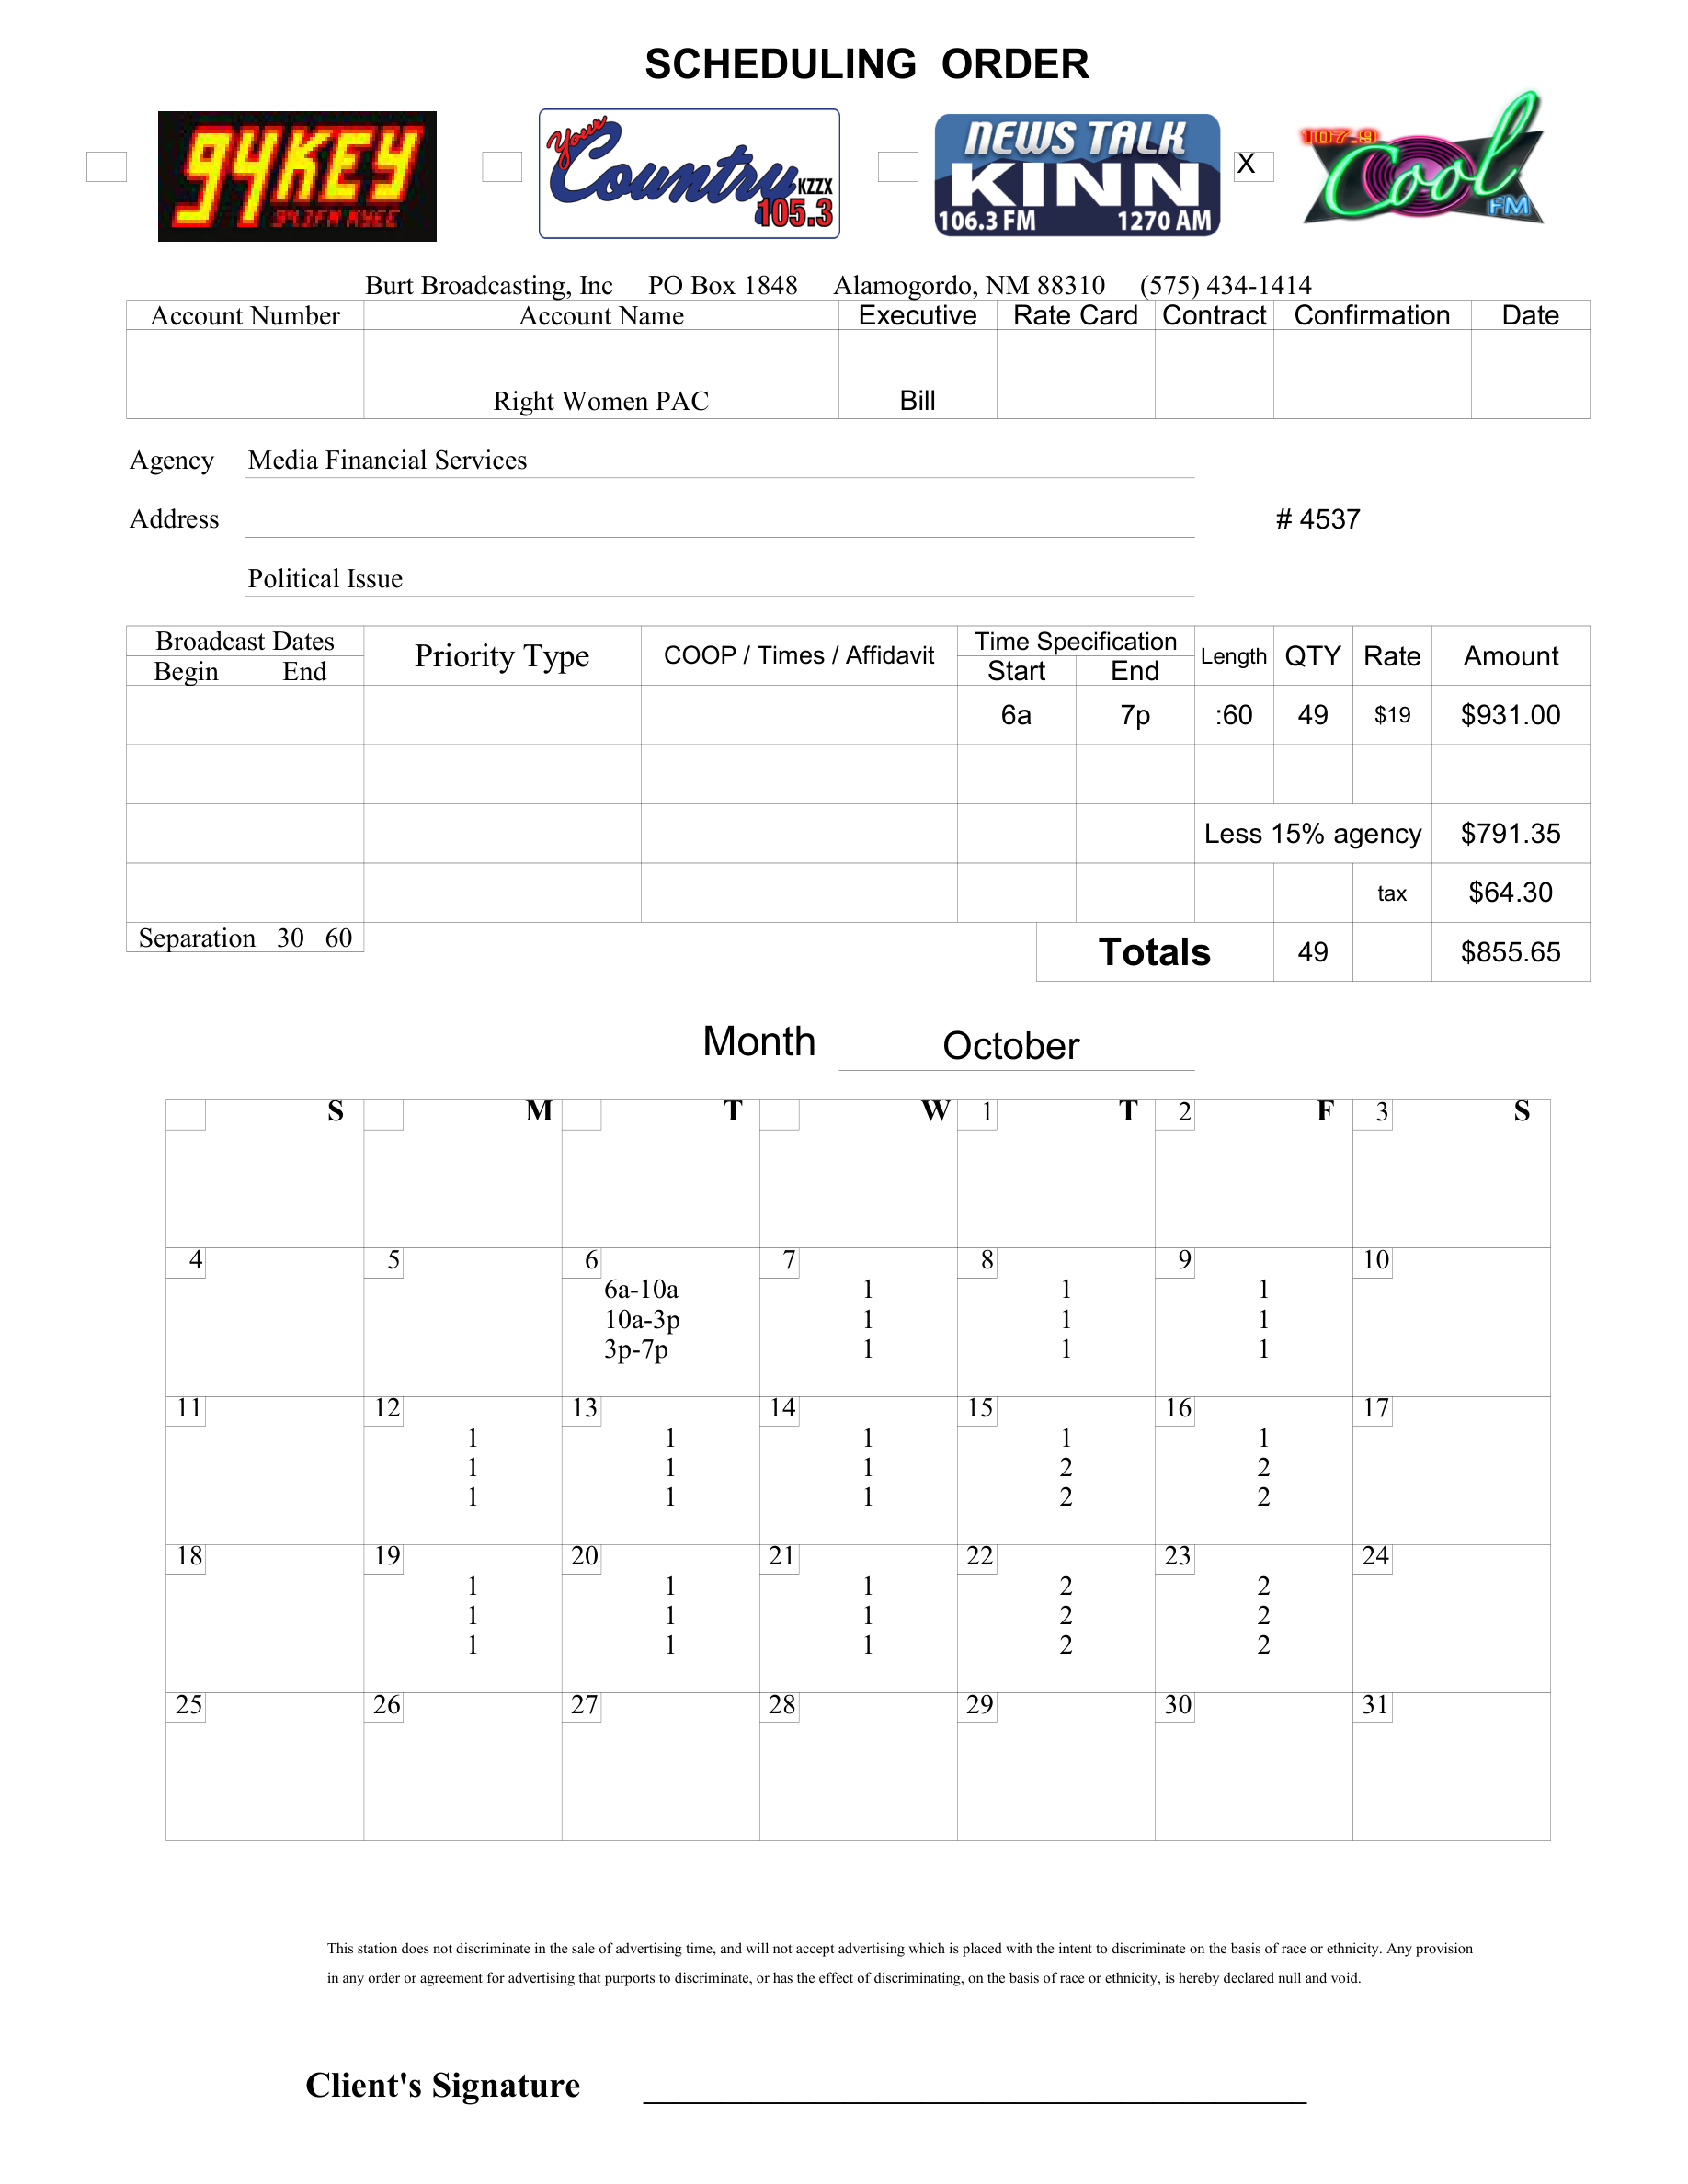 SCHEDULING ORDER
94KEY
94.3FM KYEE
Your Country KZZX 105.3
NEWS TALK
KINN
106.3 FM 1270 AM
X
107.9 Cool FM
Burt Broadcasting, Inc PO Box 1848 Alamogordo, NM 88310 (575) 434-1414
Account Number Account Name Executive Rate Card Contract Confirmation Date
Right Women PAC Bill
Agency Media Financial Services
Address # 4537
Political Issue
Broadcast Dates Priority Type COOP / Times / Affidavit Time Specification Length QTY Rate Amount
Begin End Start End
6a 7p :60 49 $19 $931.00
Less 15% agency $791.35
tax $64.30
Separation 30 60 Totals 49 $855.65
Month October
S M T W 1 T 2 F 3 S
4 5 6 7 8 9 10
6a-10a 1 1 1
10a-3p 1 1 1
3p-7p 1 1 1
11 12 13 14 15 16 17
1 1 1 1 1
1 1 1 2 2
1 1 1 2 2
18 19 20 21 22 23 24
1 1 1 2 2
1 1 1 2 2
1 1 1 2 2
25 26 27 28 29 30 31
This station does not discriminate in the sale of advertising time, and will not accept advertising which is placed with the intent to discriminate on the basis of race or ethnicity. Any provision
in any order or agreement for advertising that purports to discriminate, or has the effect of discriminating, on the basis of race or ethnicity, is hereby declared null and void.
Client's Signature